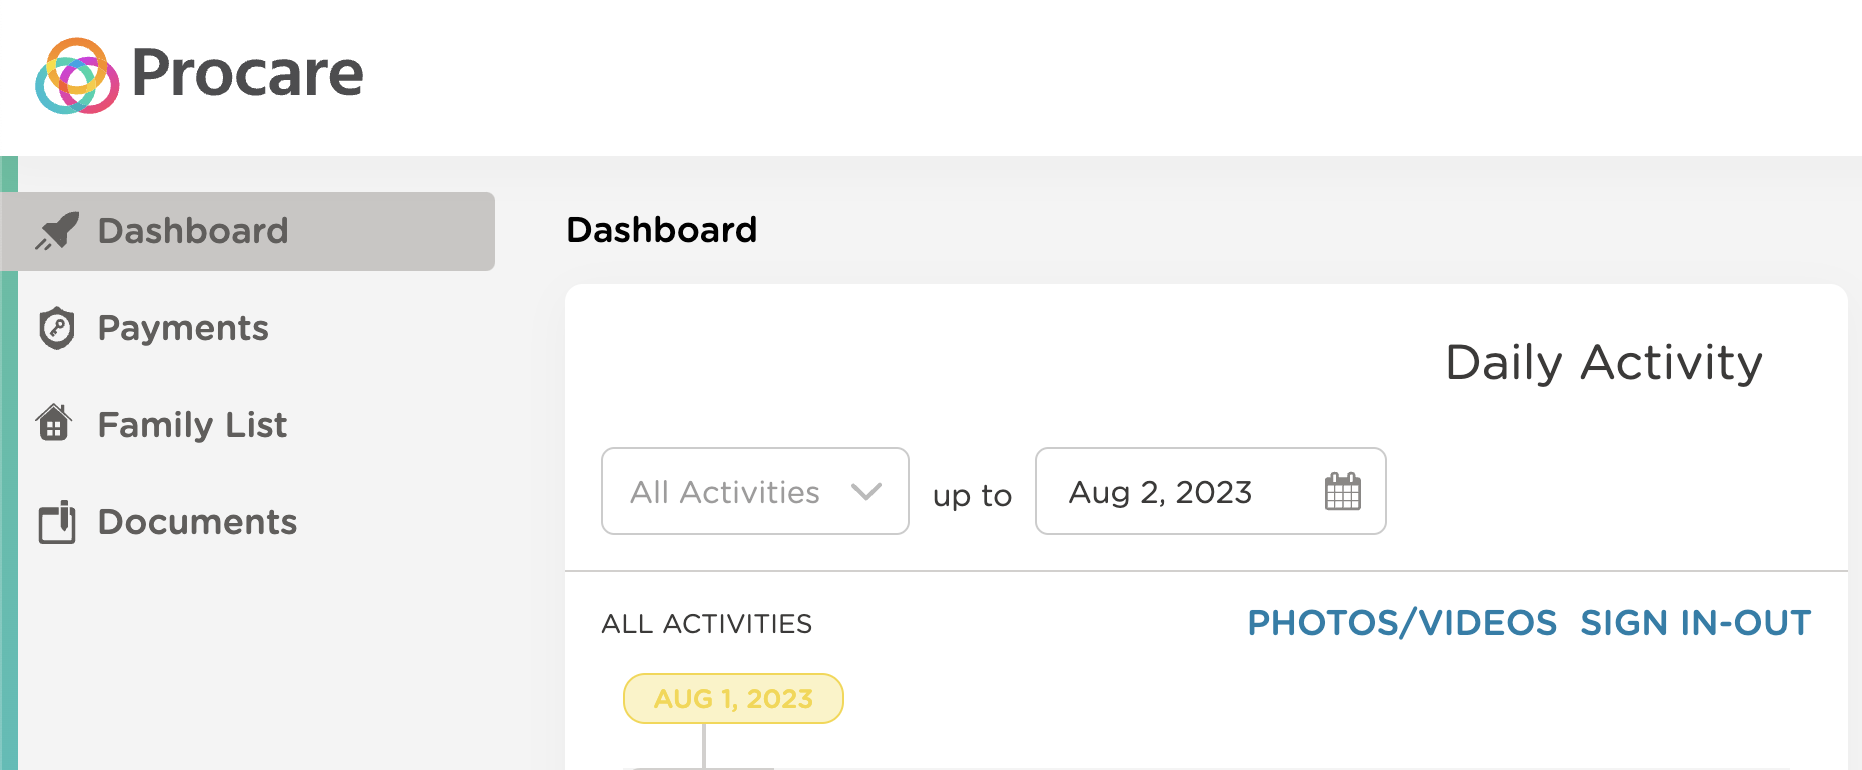 Procare
Dashboard
Payments
Family List
Documents
Dashboard
Daily Activity
All Activities up to Aug 2, 2023
ALL ACTIVITIES PHOTOS/VIDEOS SIGN IN-OUT
AUG 1, 2023